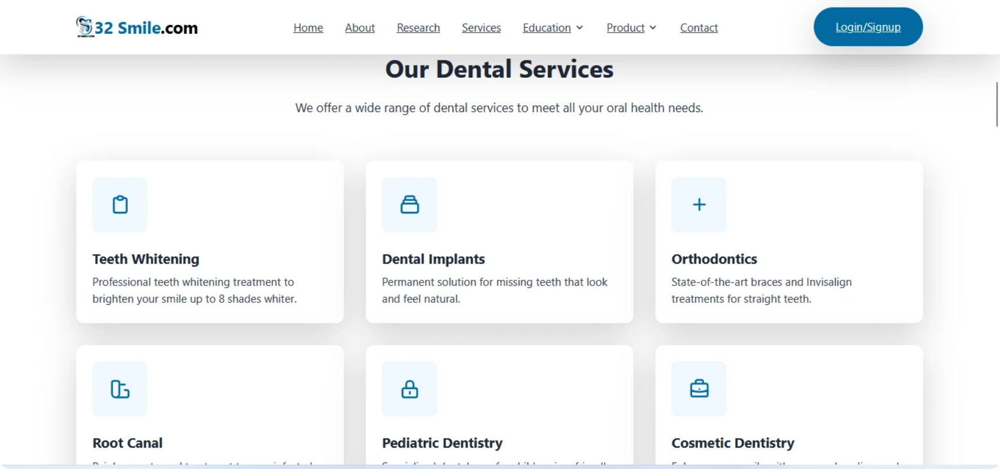 32 Smile.com
Home
About
Research
Services
Education
Product
Contact
Login/Signup
Our Dental Services
We offer a wide range of dental services to meet all your oral health needs.
Teeth Whitening
Professional teeth whitening treatment to
brighten your smile up to 8 shades whiter.
Dental Implants
Permanent solution for missing teeth that look
and feel natural.
Orthodontics
State-of-the-art braces and Invisalign
treatments for straight teeth.
Root Canal
Pediatric Dentistry
Cosmetic Dentistry